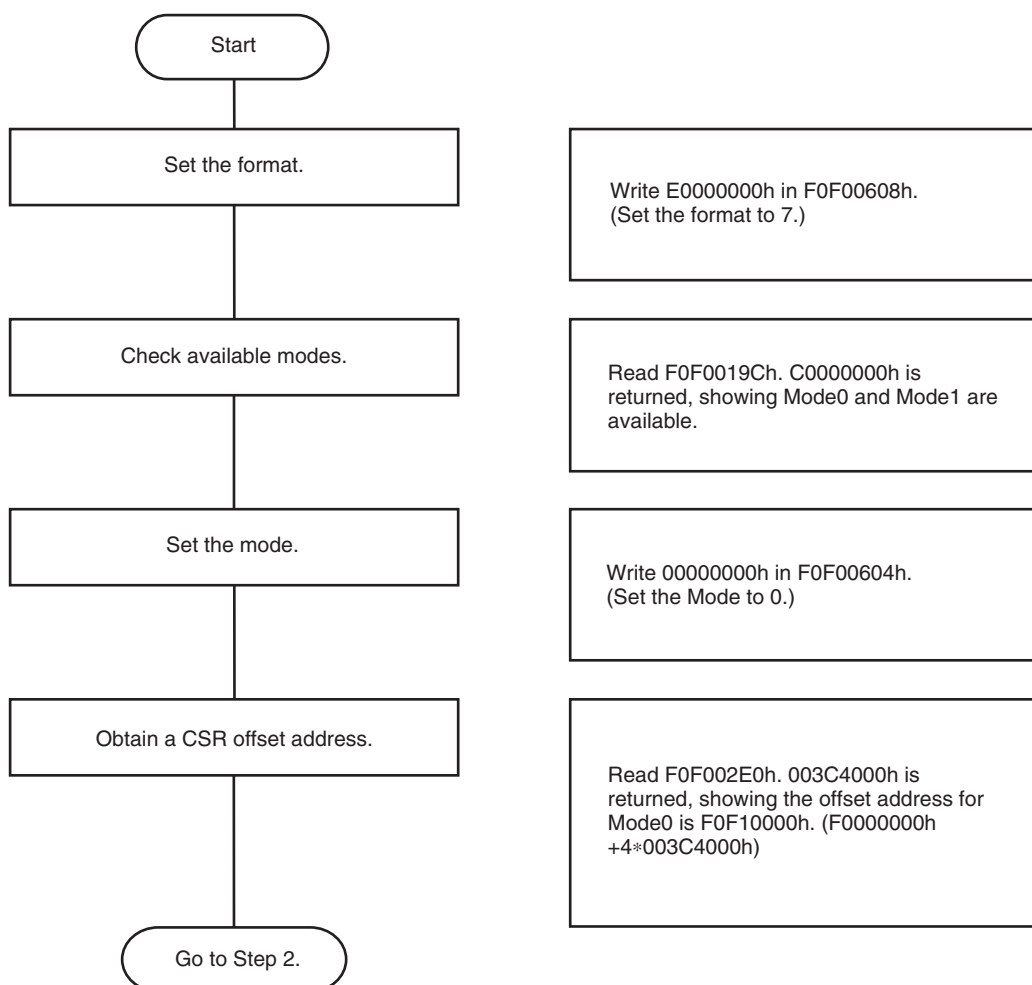 Start
Set the format.
Write E0000000h in F0F00608h.
(Set the format to 7.)
Check available modes.
Read F0F0019Ch. C0000000h is
returned, showing Mode0 and Mode1 are
available.
Set the mode.
Write 00000000h in F0F00604h.
(Set the Mode to 0.)
Obtain a CSR offset address.
Read F0F002E0h. 003C4000h is
returned, showing the offset address for
Mode0 is F0F10000h. (F0000000h
+4*003C4000h)
Go to Step 2.